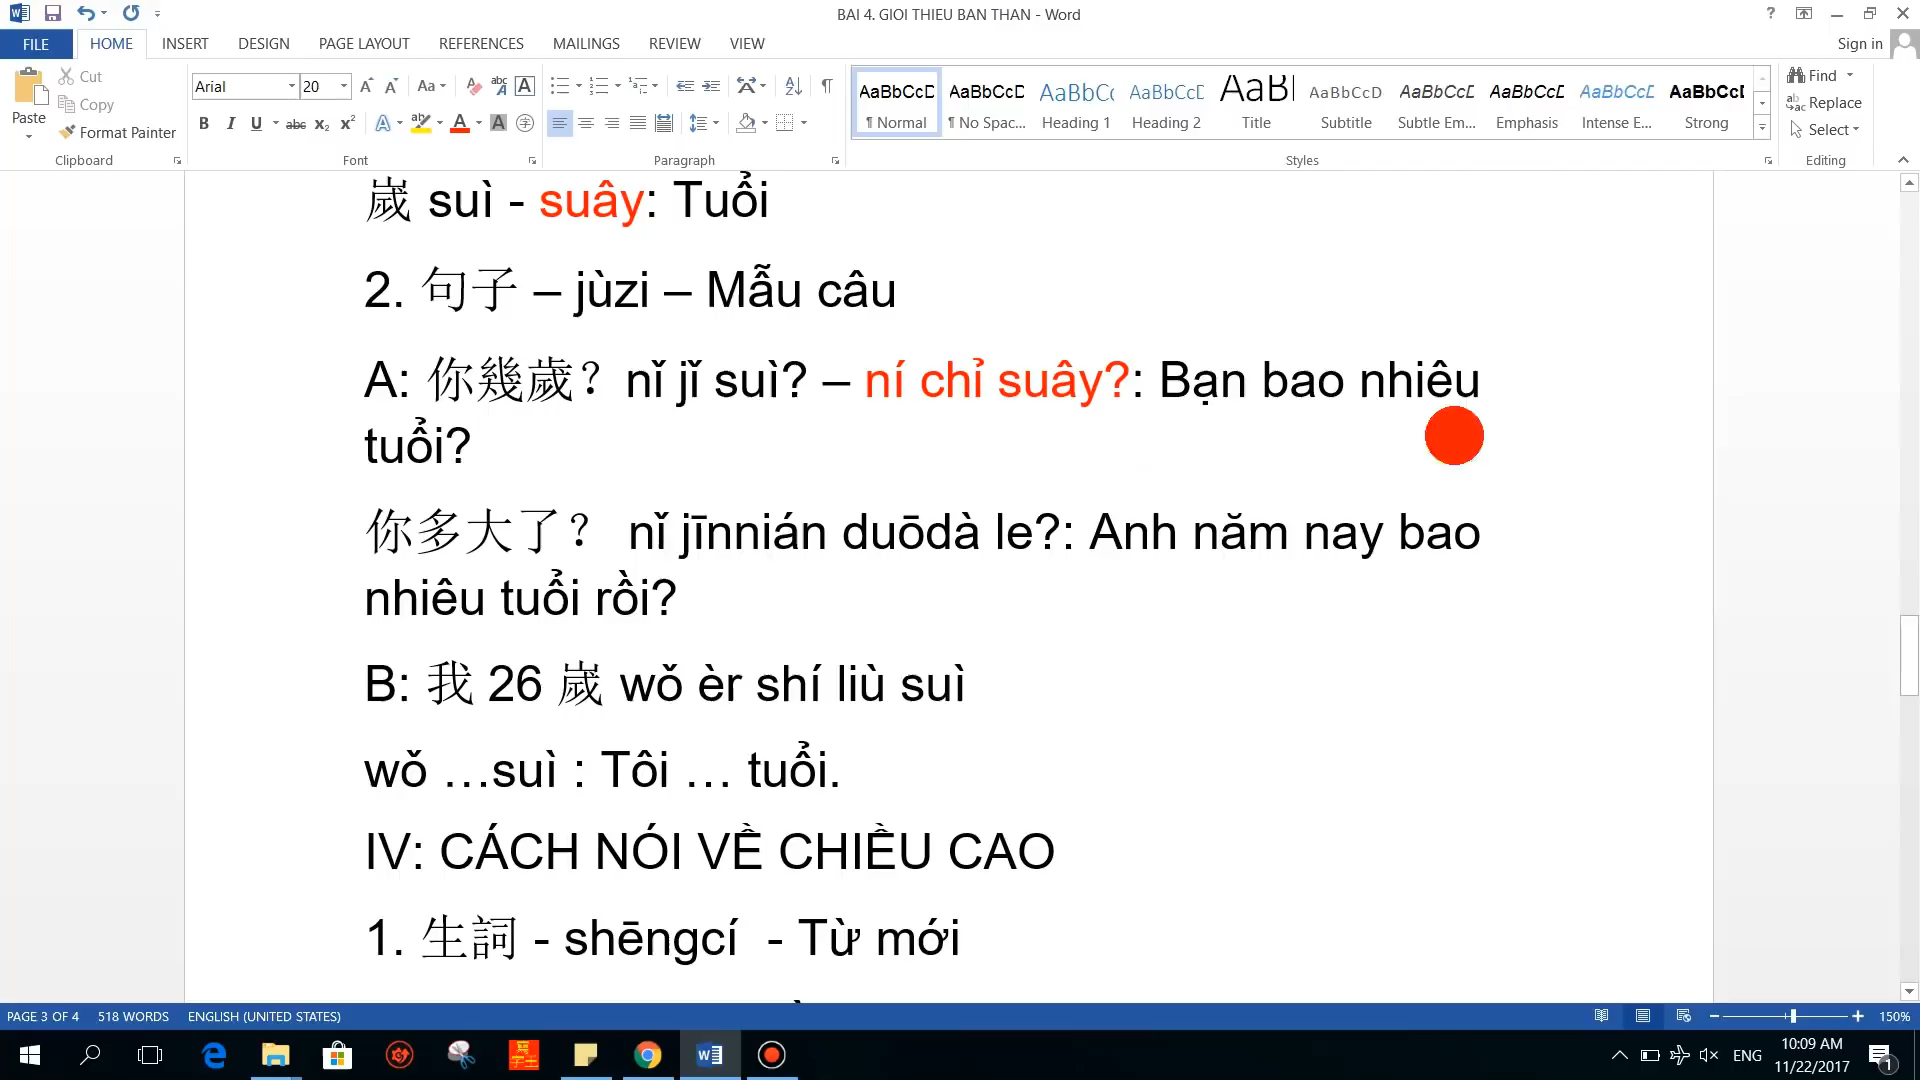 BAI 4. GIOI THIEU BAN THAN - Word
FILE HOME INSERT DESIGN PAGE LAYOUT REFERENCES MAILINGS REVIEW VIEW Sign in
Paste
Cut
Copy
Format Painter
Clipboard
Arial 20
Font
Paragraph
AaBbCcD AaBbCcD AaBbCc AaBbCcD AaBl AaBbCcD AaBbCcD AaBbCcD AaBbCcD AaBbCcD
¶ Normal ¶ No Spac... Heading 1 Heading 2 Title Subtitle Subtle Em... Emphasis Intense E... Strong
Styles
Find
Replace
Select
Editing
歲 suì - suây: Tuổi
2. 句子 – jùzi – Mẫu câu
A: 你幾歲? nǐ jǐ suì? – ní chỉ suây?: Bạn bao nhiêu
tuổi?
你多大了? nǐ jīnnián duōdà le?: Anh năm nay bao
nhiêu tuổi rồi?
B: 我 26 歲 wǒ èr shí liù suì
wǒ …suì : Tôi … tuổi.
IV: CÁCH NÓI VỀ CHIỀU CAO
1. 生詞 - shēngcí - Từ mới
PAGE 3 OF 4 518 WORDS ENGLISH (UNITED STATES) 150%
ENG
10:09 AM
11/22/2017
1